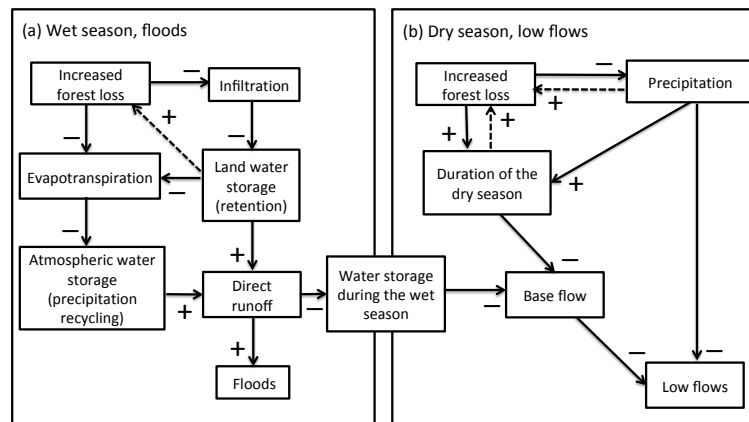 (a) Wet season, floods
Increased
forest loss
−
Infiltration
+
−
−
Evapotranspiration
−
Land water
storage
(retention)
−
Atmospheric water
storage
(precipitation
recycling)
+
+
Direct
runoff
−
Water storage
during the wet
season
+
Floods
(b) Dry season, low flows
Increased
forest loss
−
+
Precipitation
+
+
Duration of the
dry season
+
−
−
Base flow
−
−
Low flows